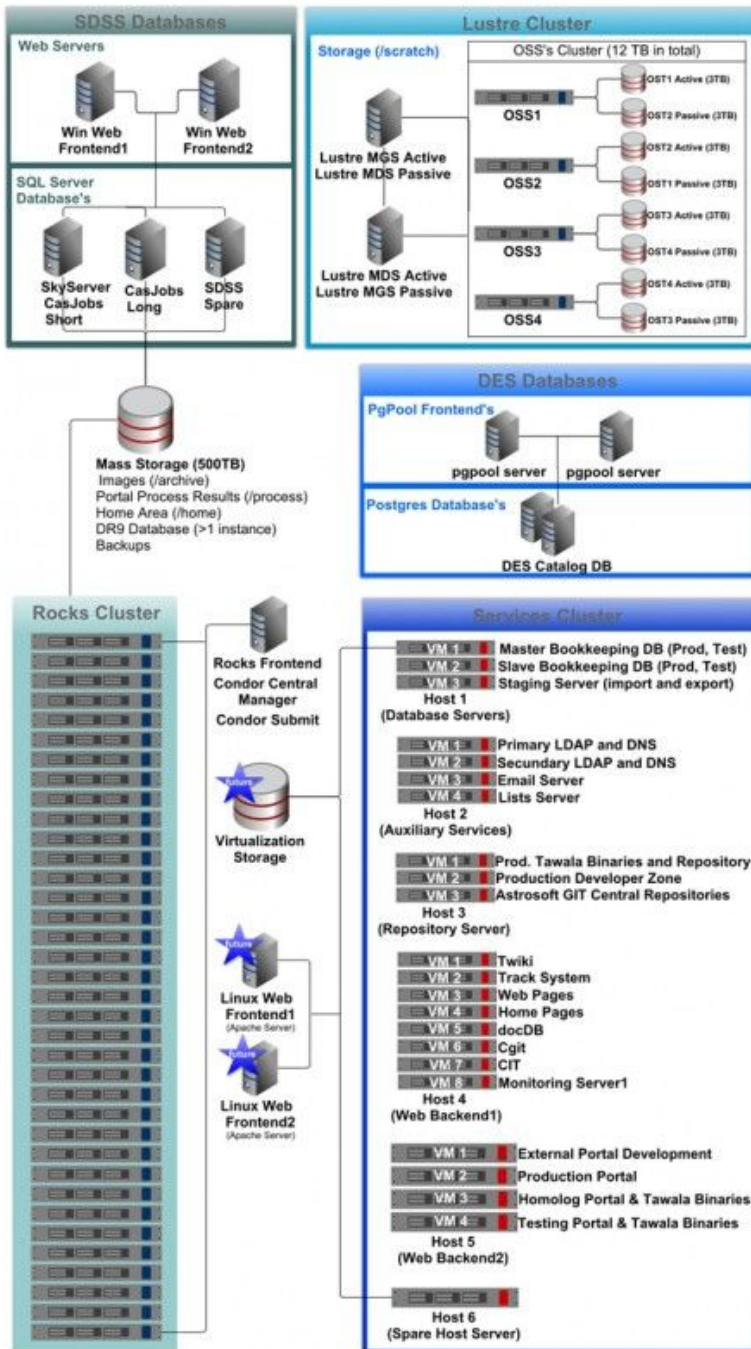 SDSS Databases
Web Servers
Win Web
Frontend1
Win Web
Frontend2
SQL Server
Database's
SkyServer
CasJobs
Short
CasJobs
Long
SDSS
Spare
Lustre Cluster
Storage (/scratch)
OSS's Cluster (12 TB in total)
Lustre MGS Active
Lustre MDS Passive
Lustre MDS Active
Lustre MGS Passive
OSS1
OST1 Active (3TB)
OST2 Passive (3TB)
OSS2
OST2 Active (3TB)
OST1 Passive (3TB)
OSS3
OST3 Active (3TB)
OST4 Passive (3TB)
OSS4
OST4 Active (3TB)
OST3 Passive (3TB)
Mass Storage (500TB)
Images (/archive)
Portal Process Results (/process)
Home Area (/home)
DR9 Database (>1 instance)
Backups
DES Databases
PgPool Frontend's
pgpool server
pgpool server
Postgres Database's
DES Catalog DB
Rocks Cluster
Rocks Frontend
Condor Central
Manager
Condor Submit
future
Virtualization
Storage
future
Linux Web
Frontend1
(Apache Server)
future
Linux Web
Frontend2
(Apache Server)
Services Cluster
VM 1 Master Bookkeeping DB (Prod, Test)
VM 2 Slave Bookkeeping DB (Prod, Test)
VM 3 Staging Server (import and export)
Host 1
(Database Servers)
VM 1 Primary LDAP and DNS
VM 2 Secundary LDAP and DNS
VM 3 Email Server
VM 4 Lists Server
Host 2
(Auxiliary Services)
VM 1 Prod. Tawala Binaries and Repository
VM 2 Production Developer Zone
VM 3 Astrosoft GIT Central Repositories
Host 3
(Repository Server)
VM 1 Twiki
VM 2 Track System
VM 3 Web Pages
VM 4 Home Pages
VM 5 docDB
VM 6 Cgit
VM 7 CIT
VM 8 Monitoring Server1
Host 4
(Web Backend1)
VM 1 External Portal Development
VM 2 Production Portal
VM 3 Homolog Portal & Tawala Binaries
VM 4 Testing Portal & Tawala Binaries
Host 5
(Web Backend2)
Host 6
(Spare Host Server)